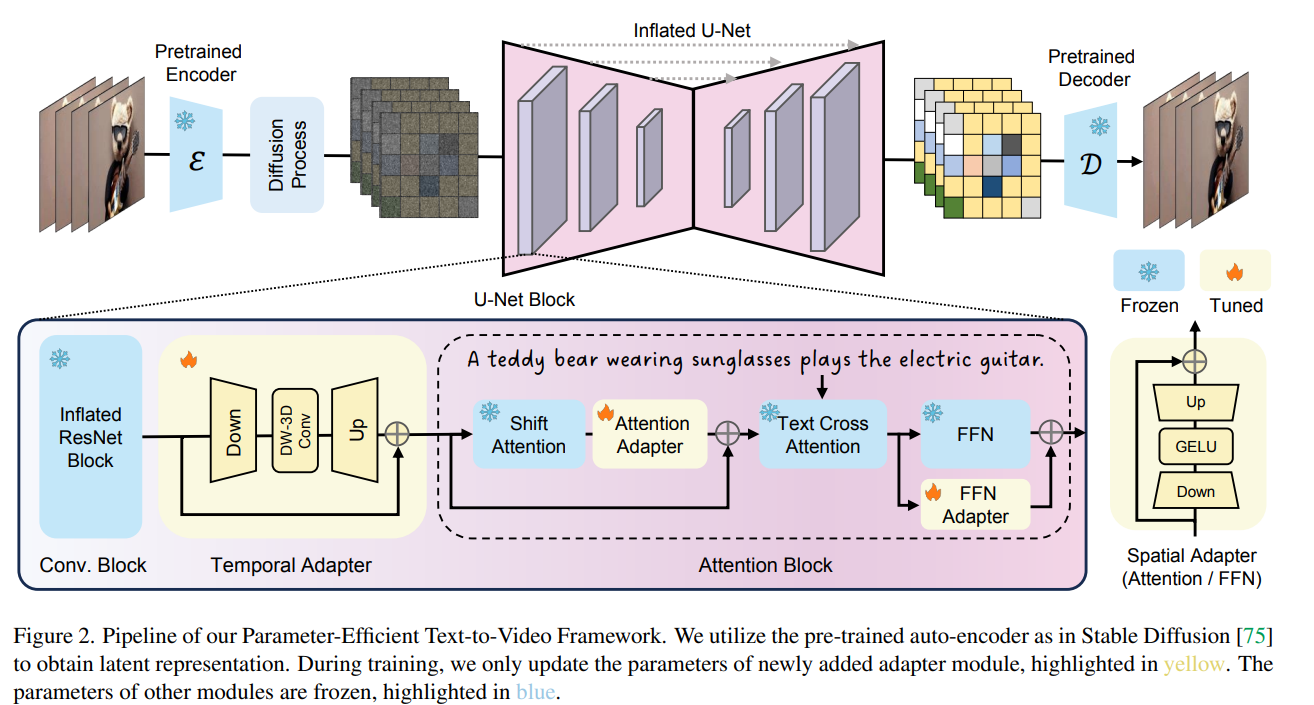 Inflated U-Net
Pretrained
Encoder
Pretrained
Decoder
ℰ
Diffusion
Process
𝒟
U-Net Block
Frozen
Tuned
A teddy bear wearing sunglasses plays the electric guitar.
Inflated
ResNet
Block
Down
DW-3D
Conv
Up
Shift
Attention
Attention
Adapter
Text Cross
Attention
FFN
FFN
Adapter
Up
GELU
Down
Conv. Block
Temporal Adapter
Attention Block
Spatial Adapter
(Attention / FFN)
Figure 2. Pipeline of our Parameter-Efficient Text-to-Video Framework. We utilize the pre-trained auto-encoder as in Stable Diffusion [75]
to obtain latent representation. During training, we only update the parameters of newly added adapter module, highlighted in yellow. The
parameters of other modules are frozen, highlighted in blue.